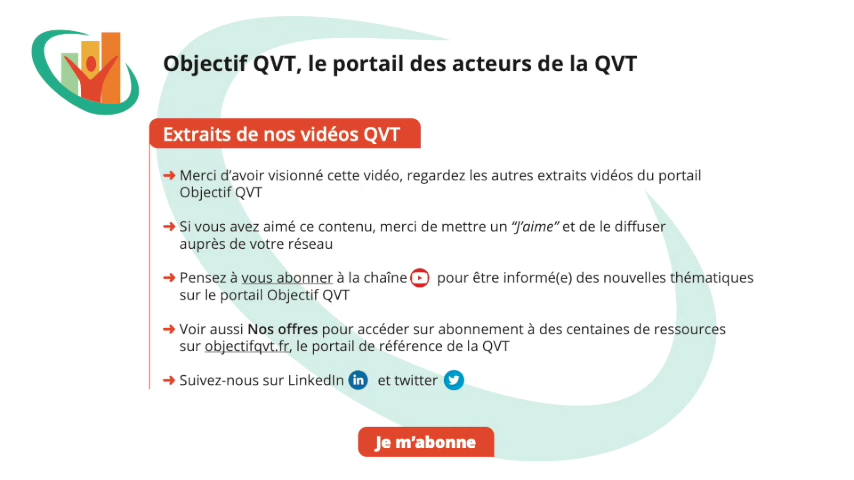 Objectif QVT, le portail des acteurs de la QVT
Extraits de nos vidéos QVT
Merci d’avoir visionné cette vidéo, regardez les autres extraits vidéos du portail
Objectif QVT
Si vous avez aimé ce contenu, merci de mettre un “J’aime” et de le diffuser
auprès de votre réseau
Pensez à vous abonner à la chaîne pour être informé(e) des nouvelles thématiques
sur le portail Objectif QVT
Voir aussi Nos offres pour accéder sur abonnement à des centaines de ressources
sur objectifqvt.fr, le portail de référence de la QVT
Suivez-nous sur LinkedIn in et twitter
Je m’abonne